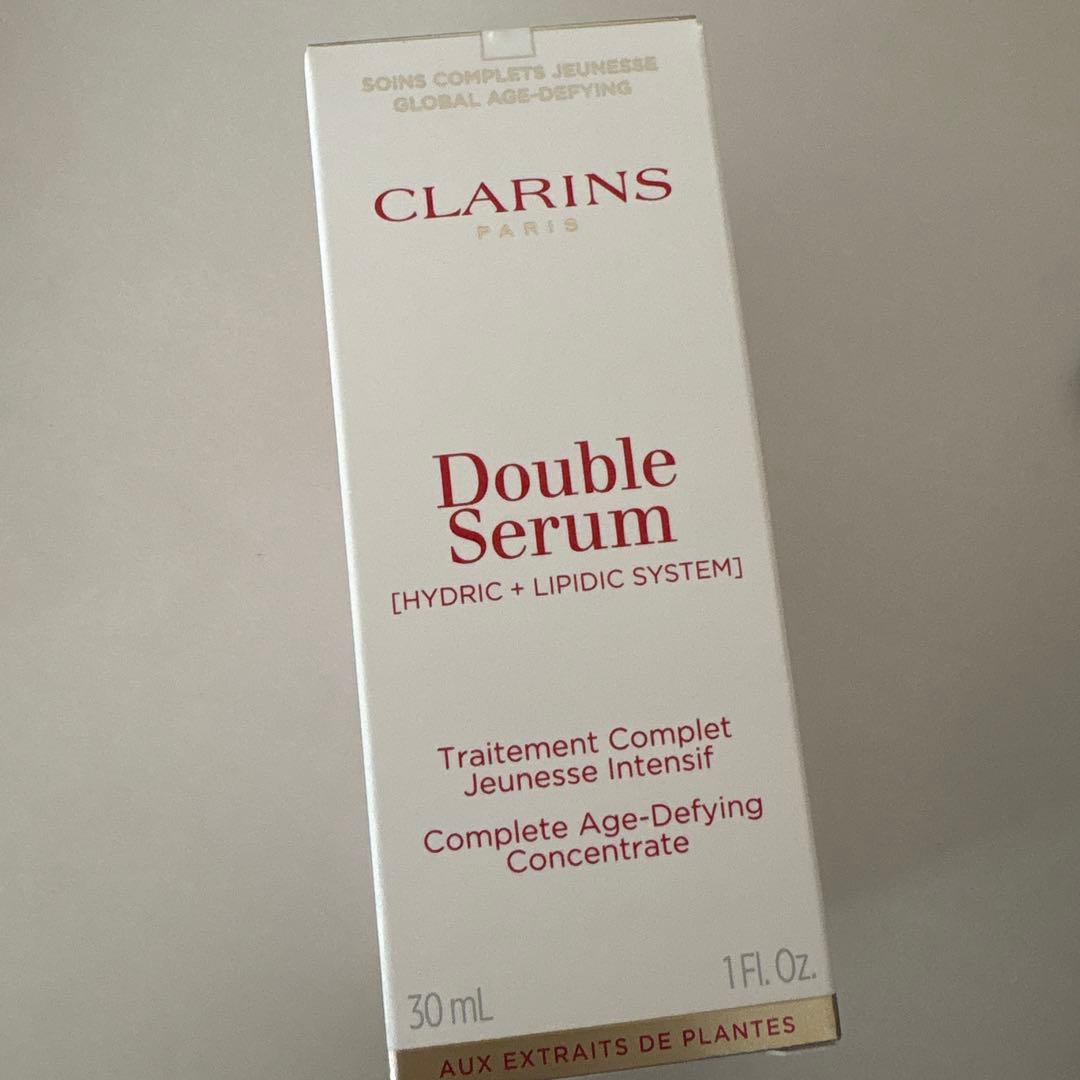 SOINS COMPLETS JEUNESSE
GLOBAL AGE-DEFYING
CLARINS
PARIS
Double
Serum
[HYDRIC + LIPIDIC SYSTEM]
Traitement Complet
Jeunesse Intensif
Complete Age-Defying
Concentrate
30 mL
1 Fl. Oz.
AUX EXTRAITS DE PLANTES